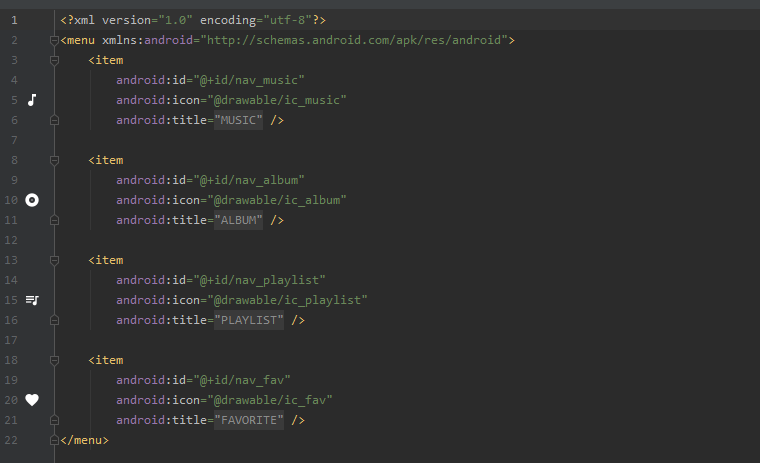 1 <?xml version="1.0" encoding="utf-8"?>
2 <menu xmlns:android="http://schemas.android.com/apk/res/android">
3 <item
4 android:id="@+id/nav_music"
5 android:icon="@drawable/ic_music"
6 android:title="MUSIC" />
7
8 <item
9 android:id="@+id/nav_album"
10 android:icon="@drawable/ic_album"
11 android:title="ALBUM" />
12
13 <item
14 android:id="@+id/nav_playlist"
15 android:icon="@drawable/ic_playlist"
16 android:title="PLAYLIST" />
17
18 <item
19 android:id="@+id/nav_fav"
20 android:icon="@drawable/ic_fav"
21 android:title="FAVORITE" />
22 </menu>